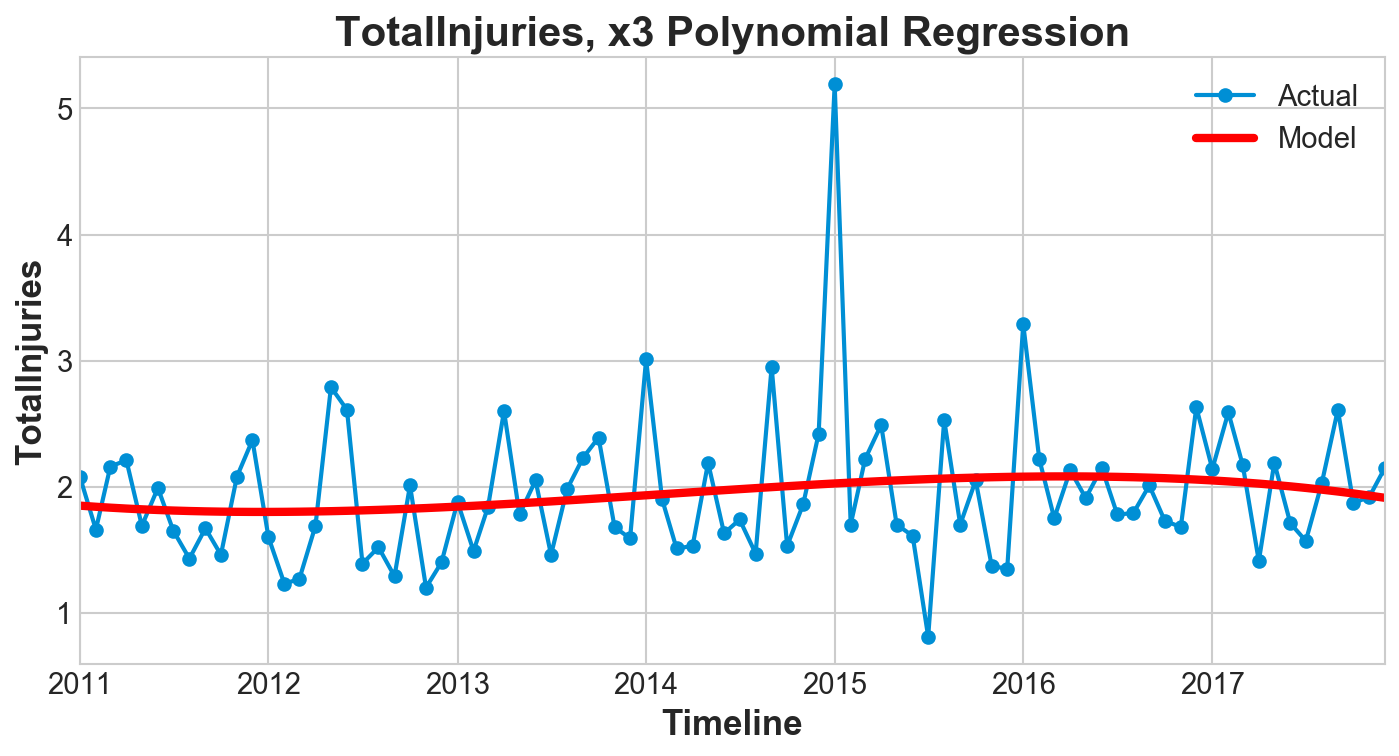 TotalInjuries, x3 Polynomial Regression
Actual
Model
TotalInjuries
5
4
3
2
1
2011 2012 2013 2014 2015 2016 2017
Timeline